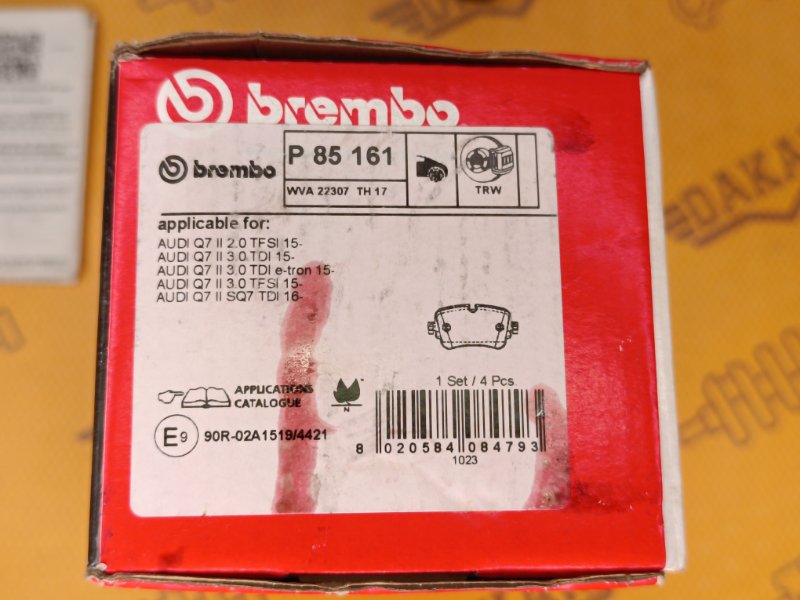 brembo
brembo
P 85 161
WVA 22307 TH 17
TRW
applicable for:
AUDI Q7 II 2.0 TFSI 15-
AUDI Q7 II 3.0 TDI 15-
AUDI Q7 II 3.0 TDI e-tron 15-
AUDI Q7 II 3.0 TFSI 15-
AUDI Q7 II SQ7 TDI 16-
1 Set / 4 Pcs.
APPLICATIONS
CATALOGUE
N
E9
90R-02A1519/4421
8 020584 084793
1023
DAKAR
DAKA